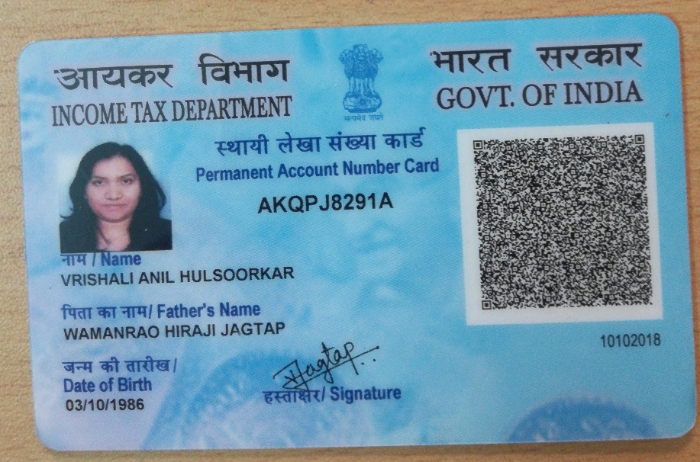 आयकर विभाग
INCOME TAX DEPARTMENT
सत्यमेव जयते
भारत सरकार
GOVT. OF INDIA
स्थायी लेखा संख्या कार्ड
Permanent Account Number Card
AKQPJ8291A
नाम / Name
VRISHALI ANIL HULSOORKAR
पिता का नाम/ Father's Name
WAMANRAO HIRAJI JAGTAP
जन्म की तारीख/
Date of Birth
03/10/1986
Jagtap
हस्ताक्षर/ Signature
10102018